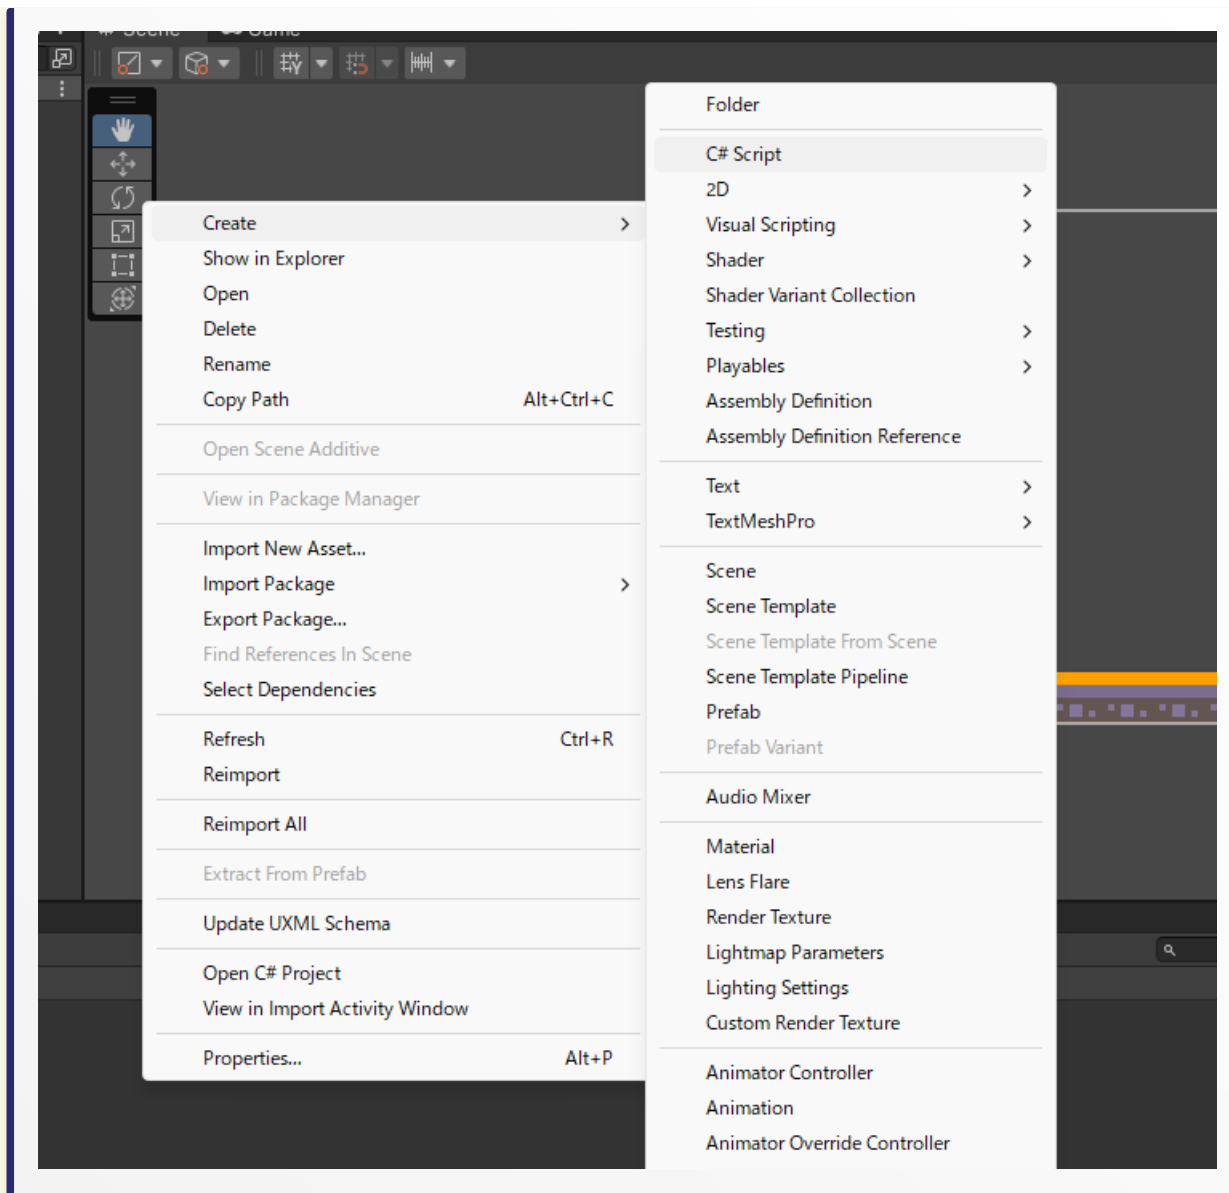 Scene
Game
Folder
C# Script
2D
Visual Scripting
Shader
Shader Variant Collection
Testing
Playables
Assembly Definition
Assembly Definition Reference
Text
TextMeshPro
Scene
Scene Template
Scene Template From Scene
Scene Template Pipeline
Prefab
Prefab Variant
Audio Mixer
Material
Lens Flare
Render Texture
Lightmap Parameters
Lighting Settings
Custom Render Texture
Animator Controller
Animation
Animator Override Controller
Create
Show in Explorer
Open
Delete
Rename
Copy Path Alt+Ctrl+C
Open Scene Additive
View in Package Manager
Import New Asset...
Import Package
Export Package...
Find References In Scene
Select Dependencies
Refresh Ctrl+R
Reimport
Reimport All
Extract From Prefab
Update UXML Schema
Open C# Project
View in Import Activity Window
Properties... Alt+P